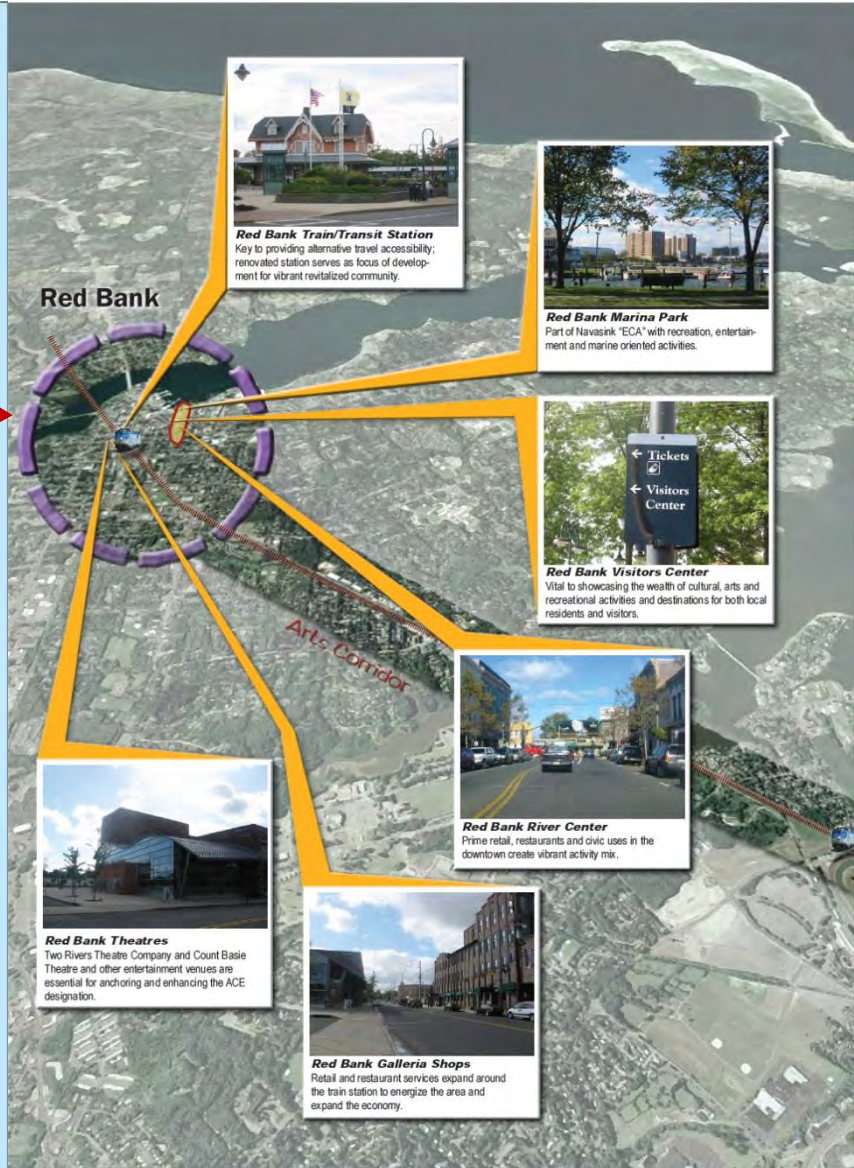 Red Bank Train/Transit Station
Key to providing alternative travel accessibility;
renovated station serves as focus of develop-
ment for vibrant revitalized community.
Red Bank
Red Bank Marina Park
Part of Navasink "ECA" with recreation, entertain-
ment and marine oriented activities.
← Tickets
← Visitors
Center
Red Bank Visitors Center
Vital to showcasing the wealth of cultural, arts and
recreational activities and destinations for both local
residents and visitors.
Arts Corridor
Red Bank River Center
Prime retail, restaurants and civic uses in the
downtown create vibrant activity mix.
Red Bank Theatres
Two Rivers Theatre Company and Count Basie
Theatre and other entertainment venues are
essential for anchoring and enhancing the ACE
designation.
Red Bank Galleria Shops
Retail and restaurant services expand around
the train station to energize the area and
expand the economy.